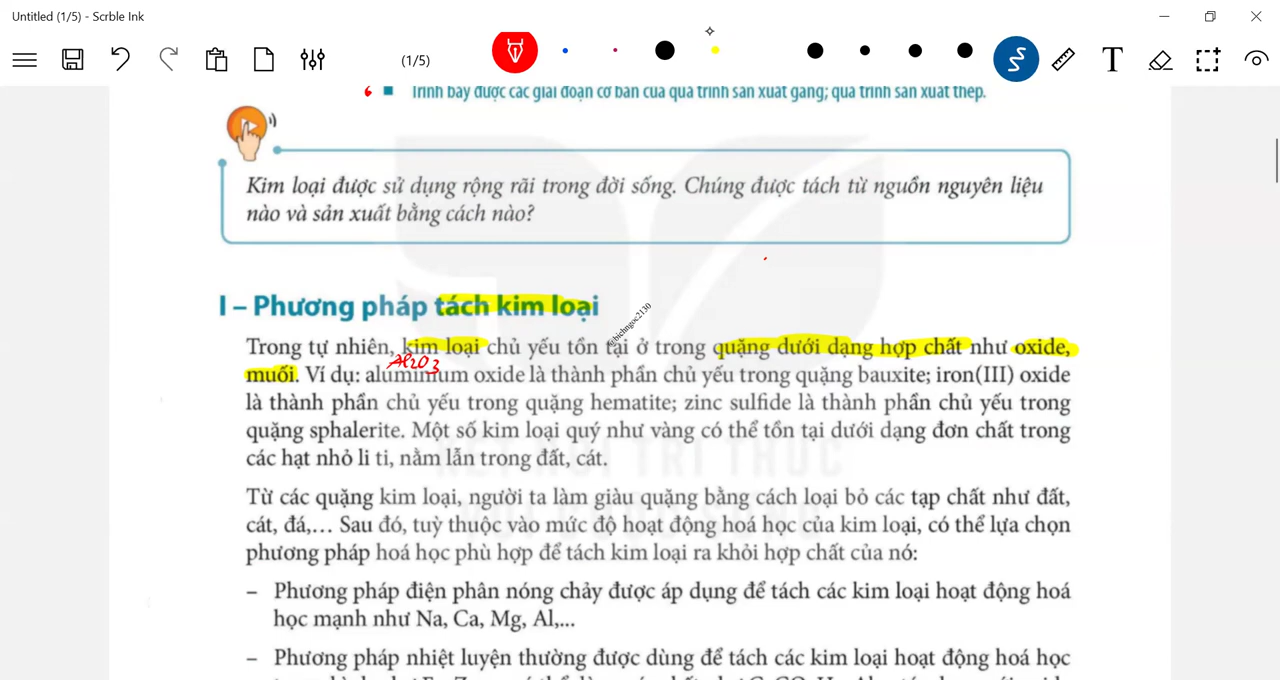 Untitled (1/5) - Scrble Ink
(1/5)
T
Trình bày được các giai đoạn cơ bản của quá trình sản xuất gang; quá trình sản xuất thép.
Kim loại được sử dụng rộng rãi trong đời sống. Chúng được tách từ nguồn nguyên liệu
nào và sản xuất bằng cách nào?
I – Phương pháp tách kim loại
@bichngoc2130
Trong tự nhiên, kim loại chủ yếu tồn tại ở trong quặng dưới dạng hợp chất như oxide,
Al2O3
muối. Ví dụ: aluminium oxide là thành phần chủ yếu trong quặng bauxite; iron(III) oxide
là thành phần chủ yếu trong quặng hematite; zinc sulfide là thành phần chủ yếu trong
quặng sphalerite. Một số kim loại quý như vàng có thể tồn tại dưới dạng đơn chất trong
các hạt nhỏ li ti, nằm lẫn trong đất, cát.
KẾT NỐI TRI THỨC
VỚI CUỘC SỐNG
Từ các quặng kim loại, người ta làm giàu quặng bằng cách loại bỏ các tạp chất như đất,
cát, đá,... Sau đó, tuỳ thuộc vào mức độ hoạt động hoá học của kim loại, có thể lựa chọn
phương pháp hoá học phù hợp để tách kim loại ra khỏi hợp chất của nó:
– Phương pháp điện phân nóng chảy được áp dụng để tách các kim loại hoạt động hoá
học mạnh như Na, Ca, Mg, Al,...
– Phương pháp nhiệt luyện thường được dùng để tách các kim loại hoạt động hoá học